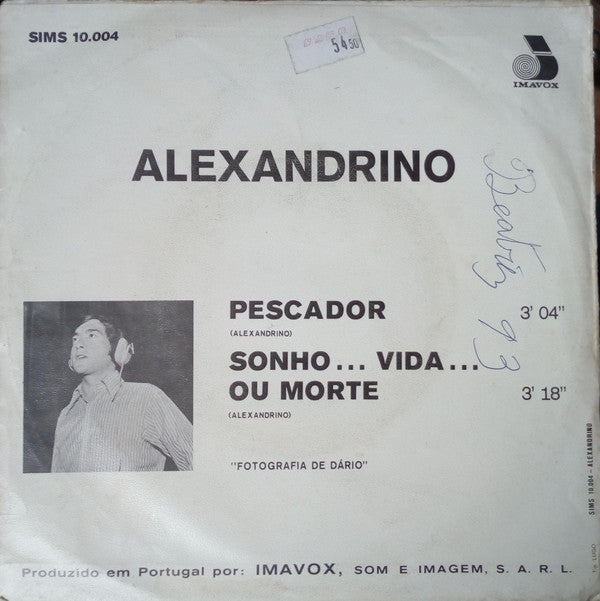 SIMS 10.004
54 50
IMAVOX
ALEXANDRINO
Beatriz 93
PESCADOR 3' 04"
(ALEXANDRINO)
SONHO... VIDA...
OU MORTE 3' 18"
(ALEXANDRINO)
"FOTOGRAFIA DE DÁRIO"
SIMS 10.004 - ALEXANDRINO
Produzido em Portugal por: IMAVOX, SOM E IMAGEM, S. A. R. L.